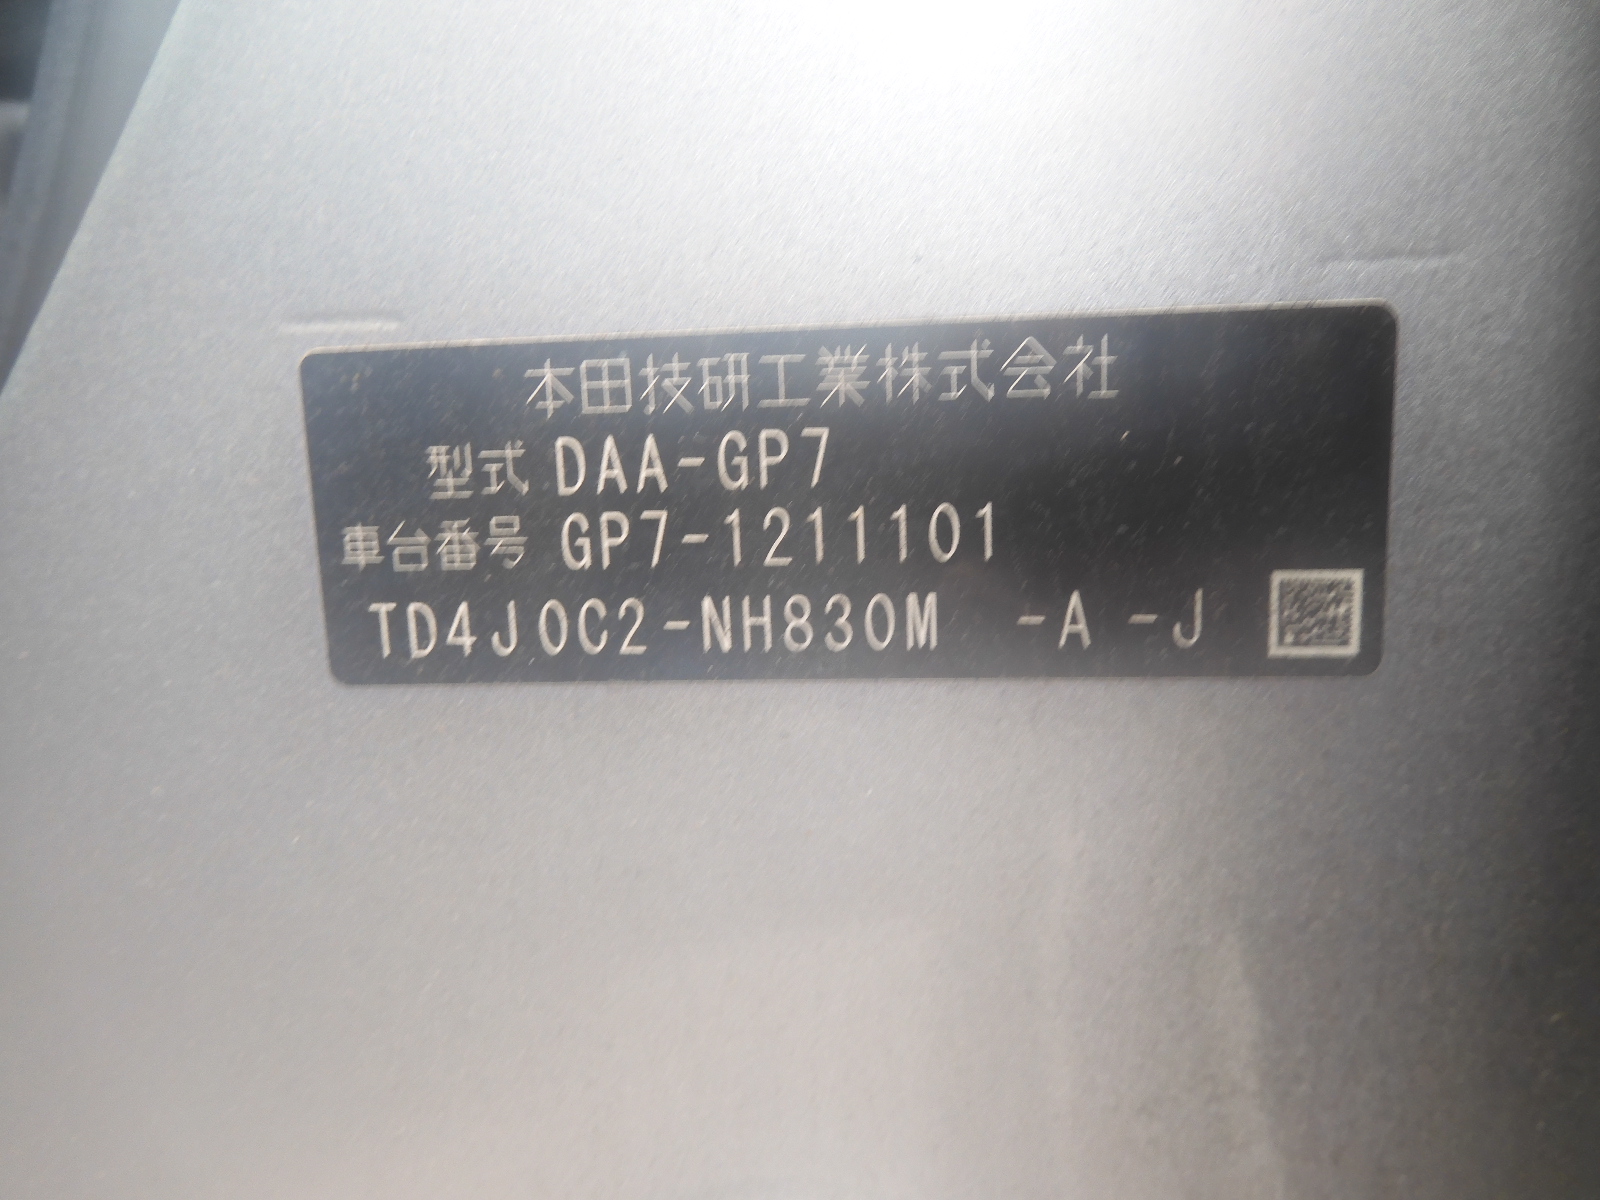 本田技研工業株式会社
型式 DAA-GP7
車台番号 GP7-1211101
TD4J0C2-NH830M -A -J